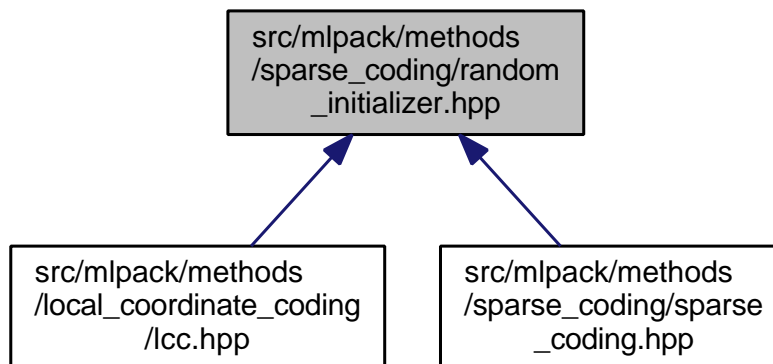 src/mlpack/methods
/sparse_coding/random
_initializer.hpp
src/mlpack/methods
/local_coordinate_coding
/lcc.hpp
src/mlpack/methods
/sparse_coding/sparse
_coding.hpp